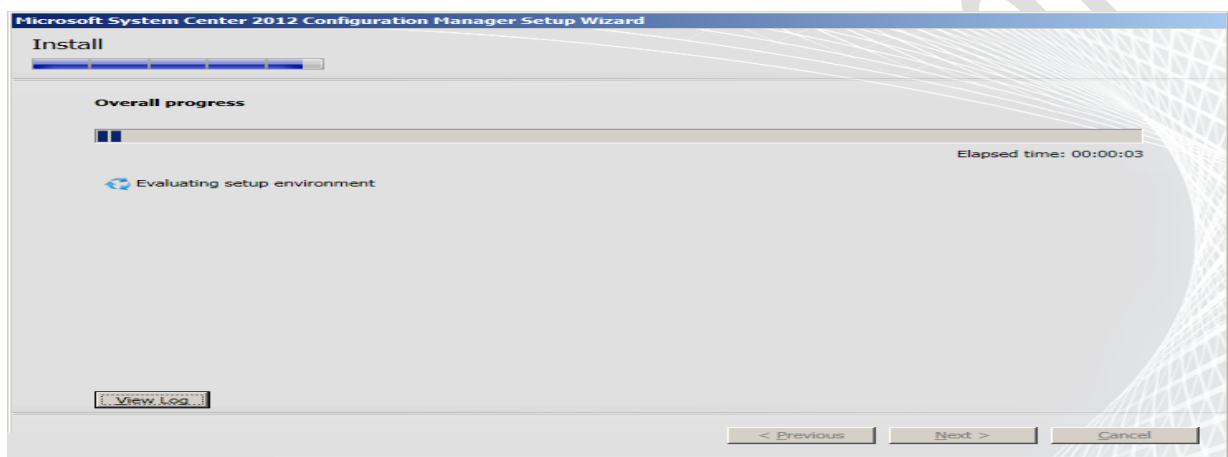 Microsoft System Center 2012 Configuration Manager Setup Wizard
Install
Overall progress
Elapsed time: 00:00:03
Evaluating setup environment
View Log
< Previous Next > Cancel